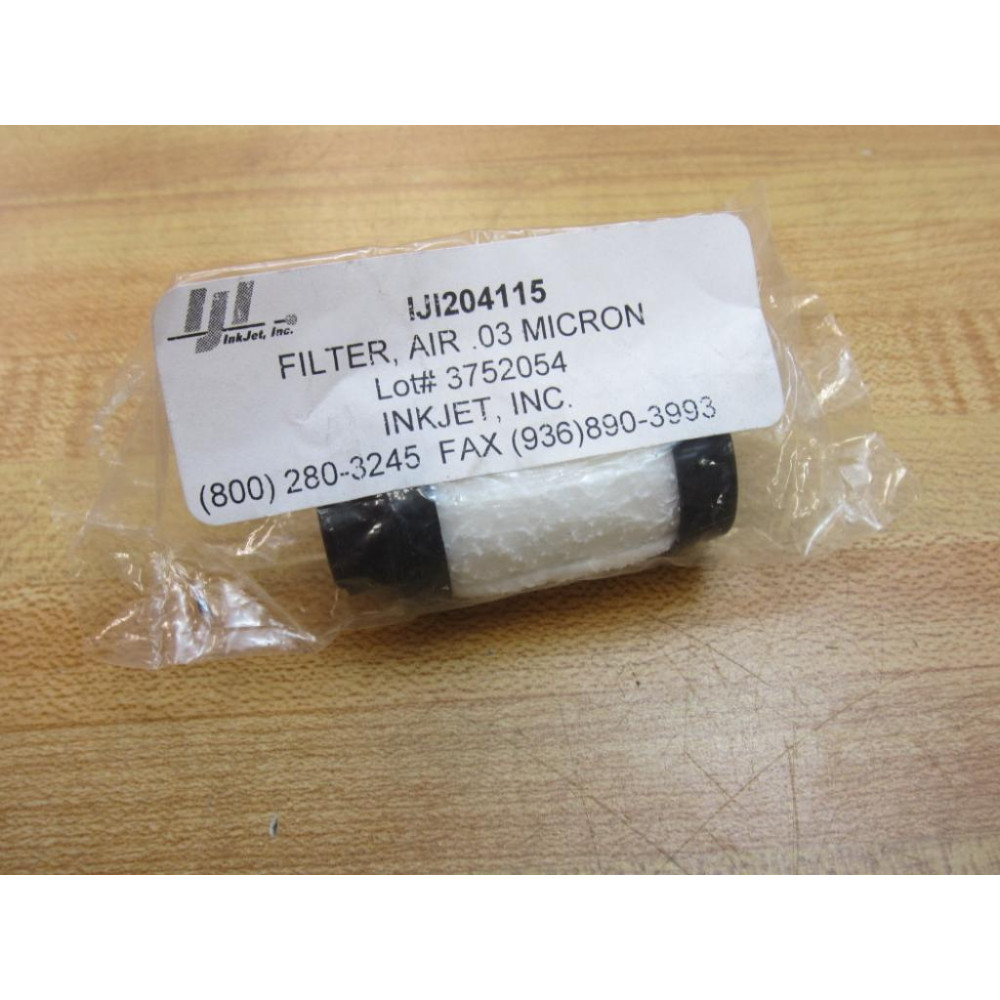 IJI
InkJet, Inc.
IJI204115
FILTER, AIR .03 MICRON
Lot# 3752054
INKJET, INC.
(800) 280-3245 FAX (936)890-3993